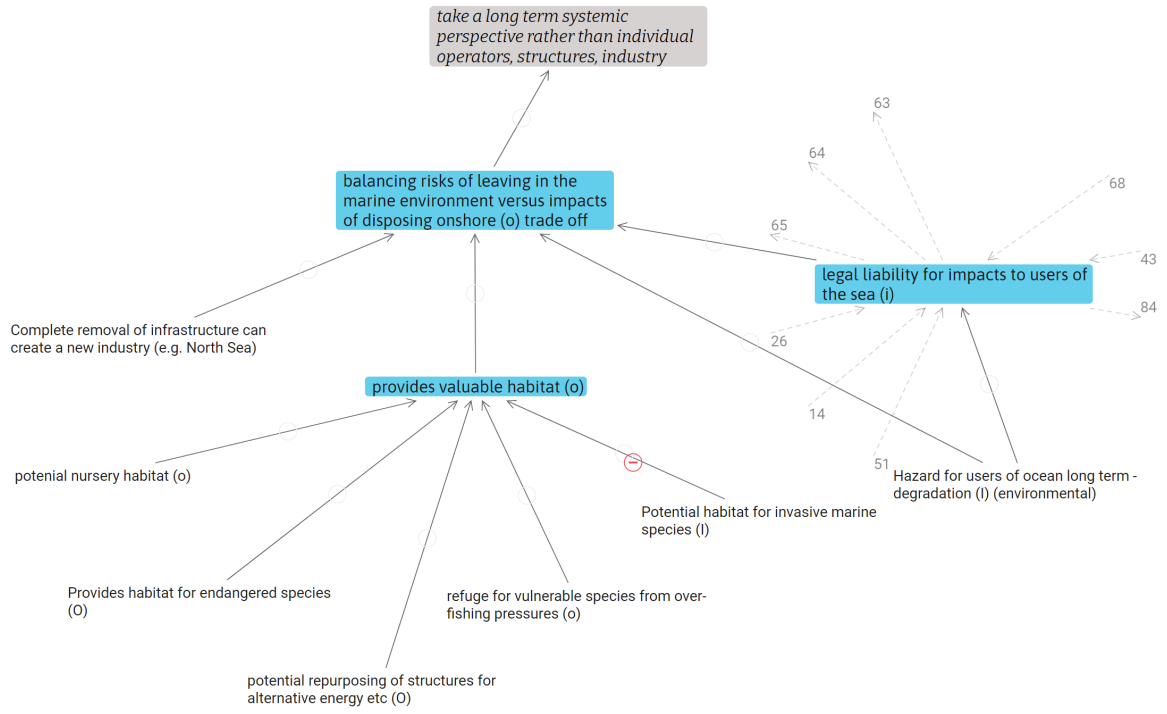 take a long term systemic
perspective rather than individual
operators, structures, industry
63
64
68
balancing risks of leaving in the
marine environment versus impacts
of disposing onshore (o) trade off
65
43
legal liability for impacts to users of
the sea (i)
84
Complete removal of infrastructure can
create a new industry (e.g. North Sea)
26
provides valuable habitat (o)
14
51
potenial nursery habitat (o)
Hazard for users of ocean long term -
degradation (I) (environmental)
Potential habitat for invasive marine
species (I)
Provides habitat for endangered species
(O)
refuge for vulnerable species from over-
fishing pressures (o)
potential repurposing of structures for
alternative energy etc (O)